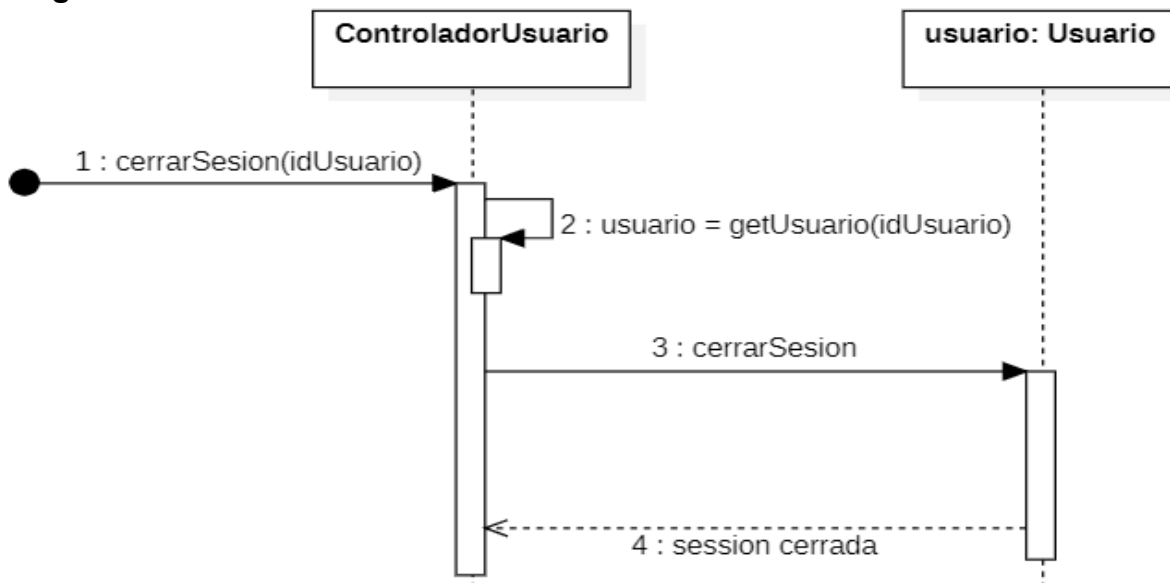 ControladorUsuario
usuario: Usuario
1 : cerrarSesion(idUsuario)
2 : usuario = getUsuario(idUsuario)
3 : cerrarSesion
4 : session cerrada